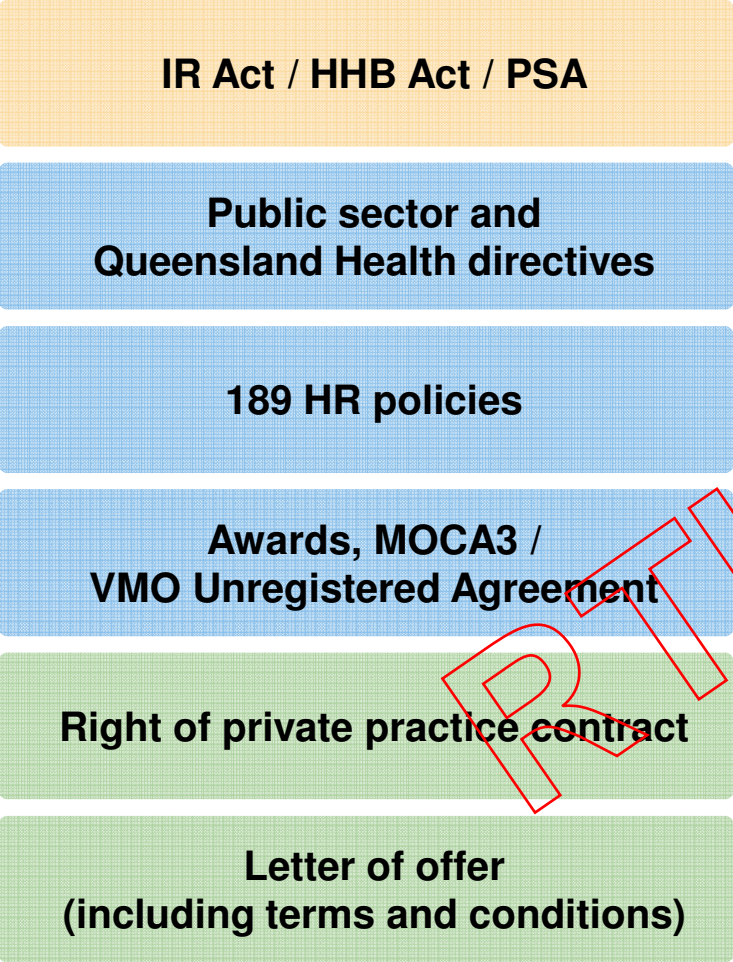 IR Act / HHB Act / PSA
Public sector and
Queensland Health directives
189 HR policies
Awards, MOCA3 /
VMO Unregistered Agreement
Right of private practice contract
Letter of offer
(including terms and conditions)
RTI